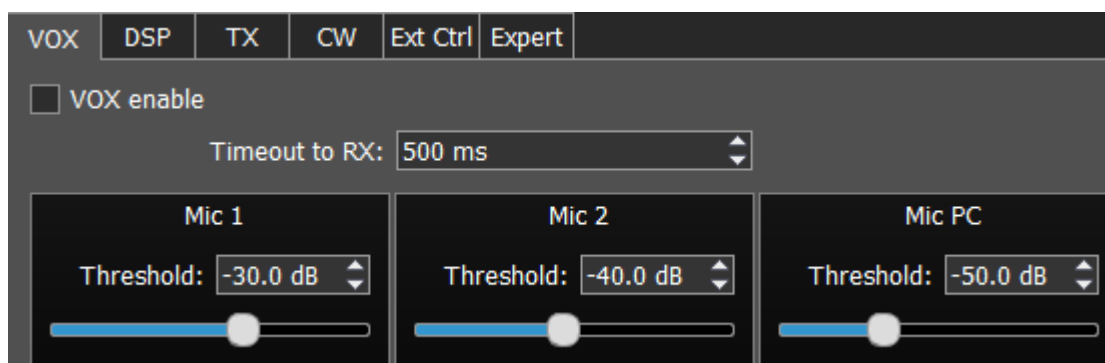 VOX DSP TX CW Ext Ctrl Expert
VOX enable
Timeout to RX: 500 ms
Mic 1 Mic 2 Mic PC
Threshold: -30.0 dB Threshold: -40.0 dB Threshold: -50.0 dB